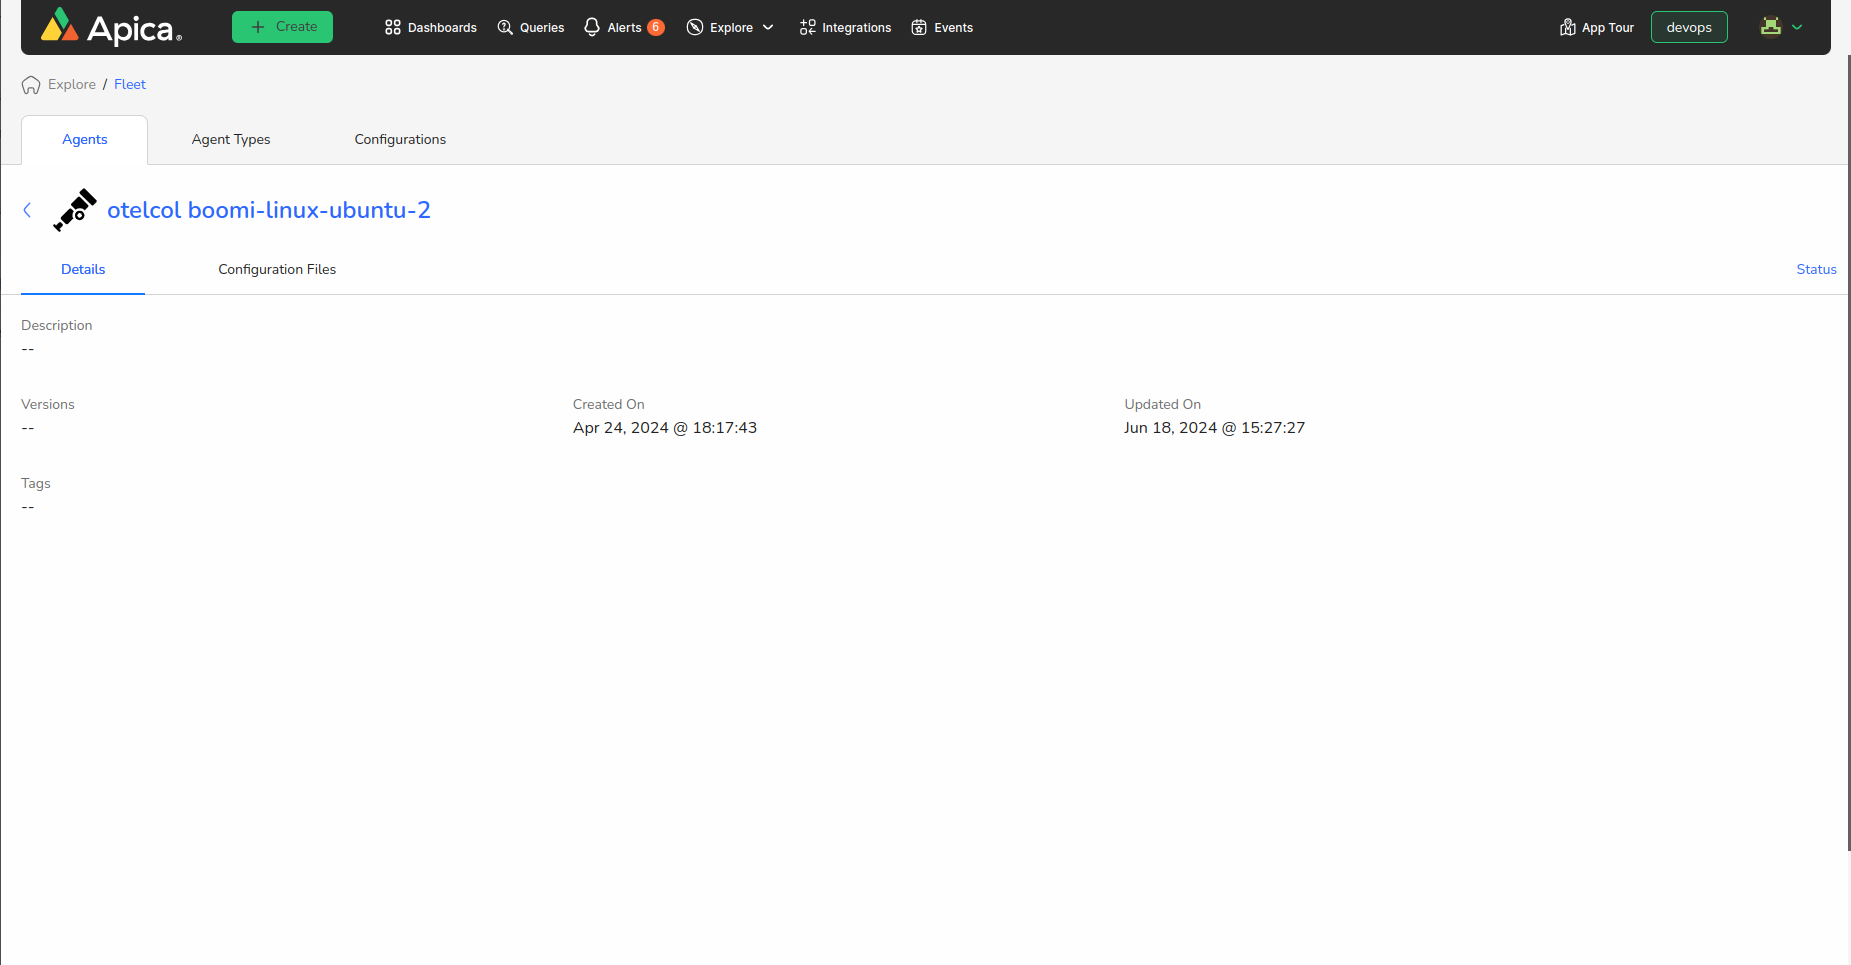 Apica® + Create Dashboards Queries Alerts 6 Explore Integrations Events App Tour devops
Explore / Fleet
Agents Agent Types Configurations
otelcol boomi-linux-ubuntu-2
Details Configuration Files Status
Description
--
Versions Created On Updated On
-- Apr 24, 2024 @ 18:17:43 Jun 18, 2024 @ 15:27:27
Tags
--